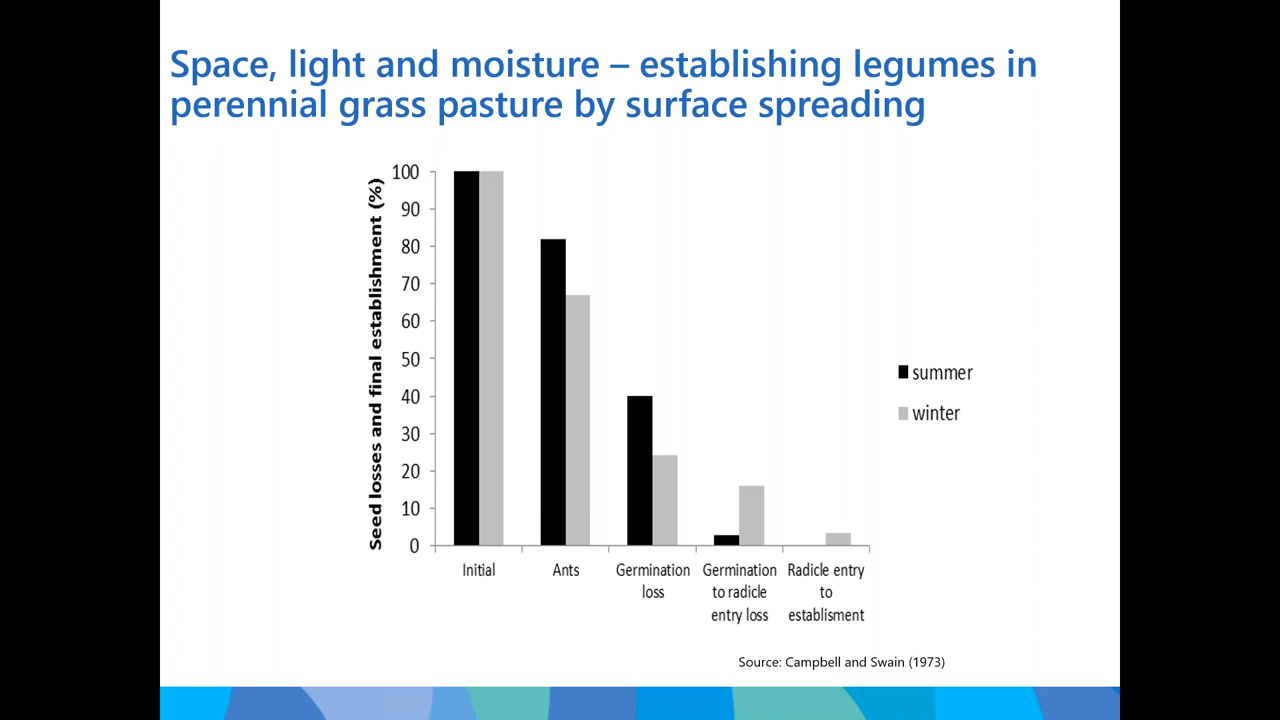 Space, light and moisture – establishing legumes in
perennial grass pasture by surface spreading
Seed losses and final establishment (%)
100
90
80
70
60
50
40
30
20
10
0
Initial
Ants
Germination
loss
Germination
to radicle
entry loss
Radicle entry
to
establisment
summer
winter
Source: Campbell and Swain (1973)